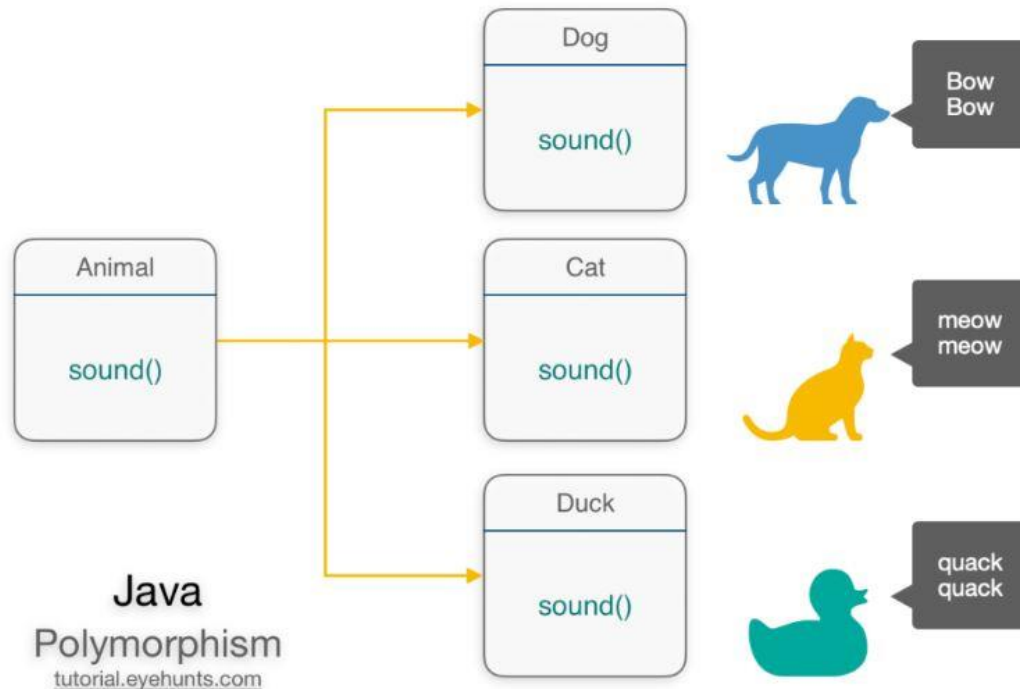 Dog
sound()
Bow
Bow
Animal
sound()
Cat
sound()
meow
meow
Duck
sound()
quack
quack
Java
Polymorphism
tutorial.eyehunts.com